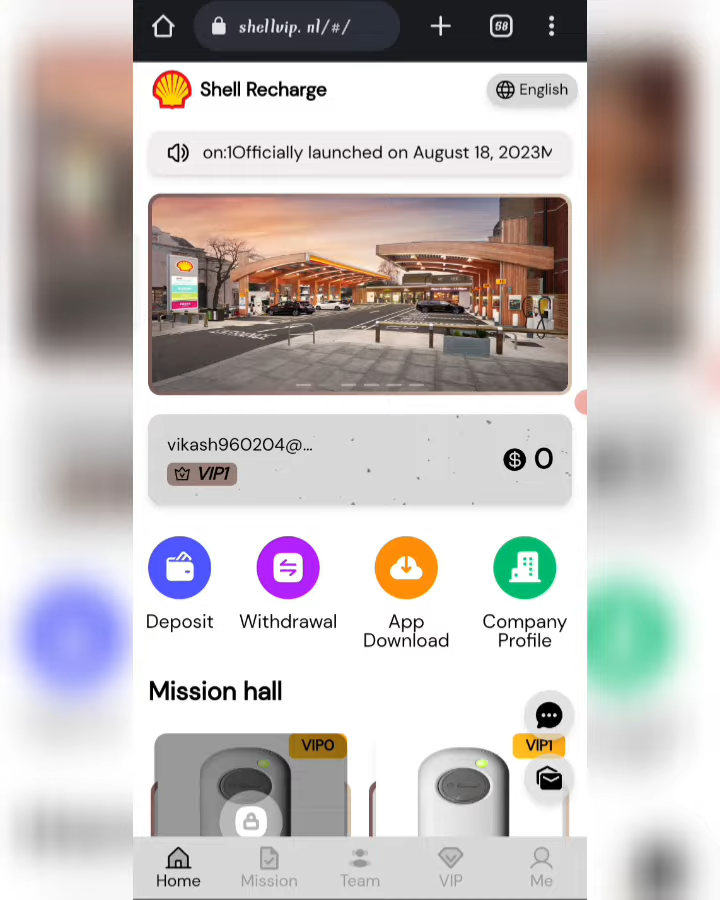 shellvip. nl/#/
68
Shell Recharge
English
on:1Officially launched on August 18, 2023M
vikash960204@...
VIP1
0
Deposit
Withdrawal
App
Download
Company
Profile
Mission hall
VIP0
VIP1
Home
Mission
Team
VIP
Me